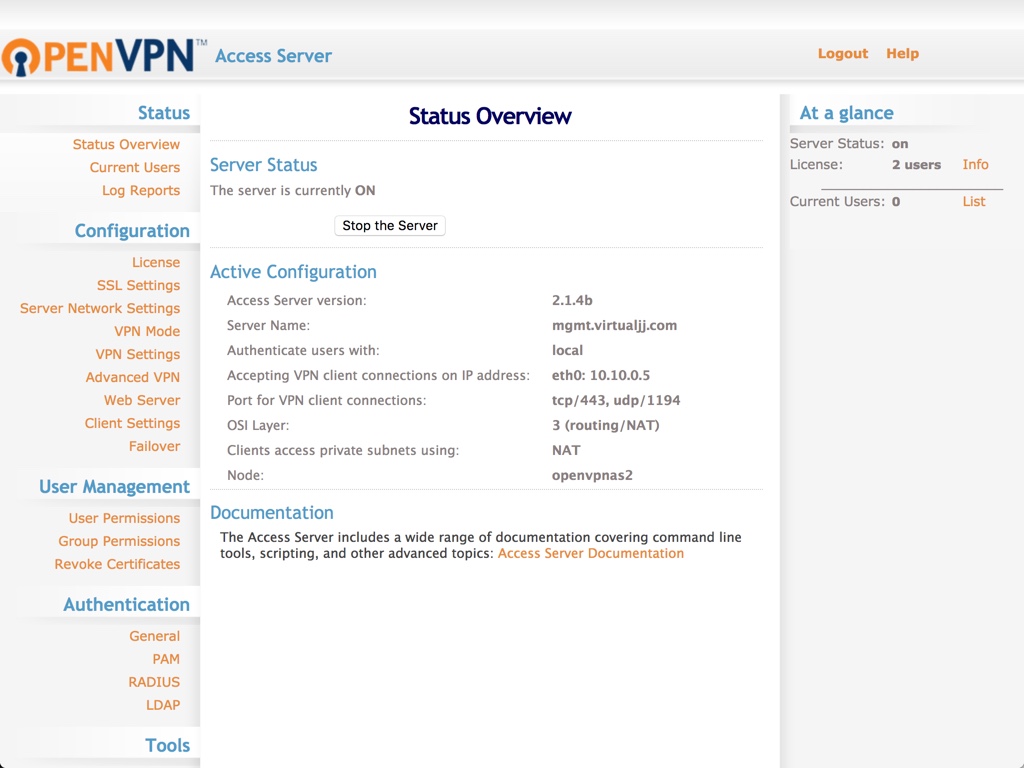 OPENVPN™ Access Server
Logout Help
Status
Status Overview
Current Users
Log Reports
Configuration
License
SSL Settings
Server Network Settings
VPN Mode
VPN Settings
Advanced VPN
Web Server
Client Settings
Failover
User Management
User Permissions
Group Permissions
Revoke Certificates
Authentication
General
PAM
RADIUS
LDAP
Tools
Status Overview
Server Status
The server is currently ON
Stop the Server
Active Configuration
Access Server version: 2.1.4b
Server Name: mgmt.virtualjj.com
Authenticate users with: local
Accepting VPN client connections on IP address: eth0: 10.10.0.5
Port for VPN client connections: tcp/443, udp/1194
OSI Layer: 3 (routing/NAT)
Clients access private subnets using: NAT
Node: openvpnas2
Documentation
The Access Server includes a wide range of documentation covering command line
tools, scripting, and other advanced topics: Access Server Documentation
At a glance
Server Status: on
License: 2 users Info
Current Users: 0 List